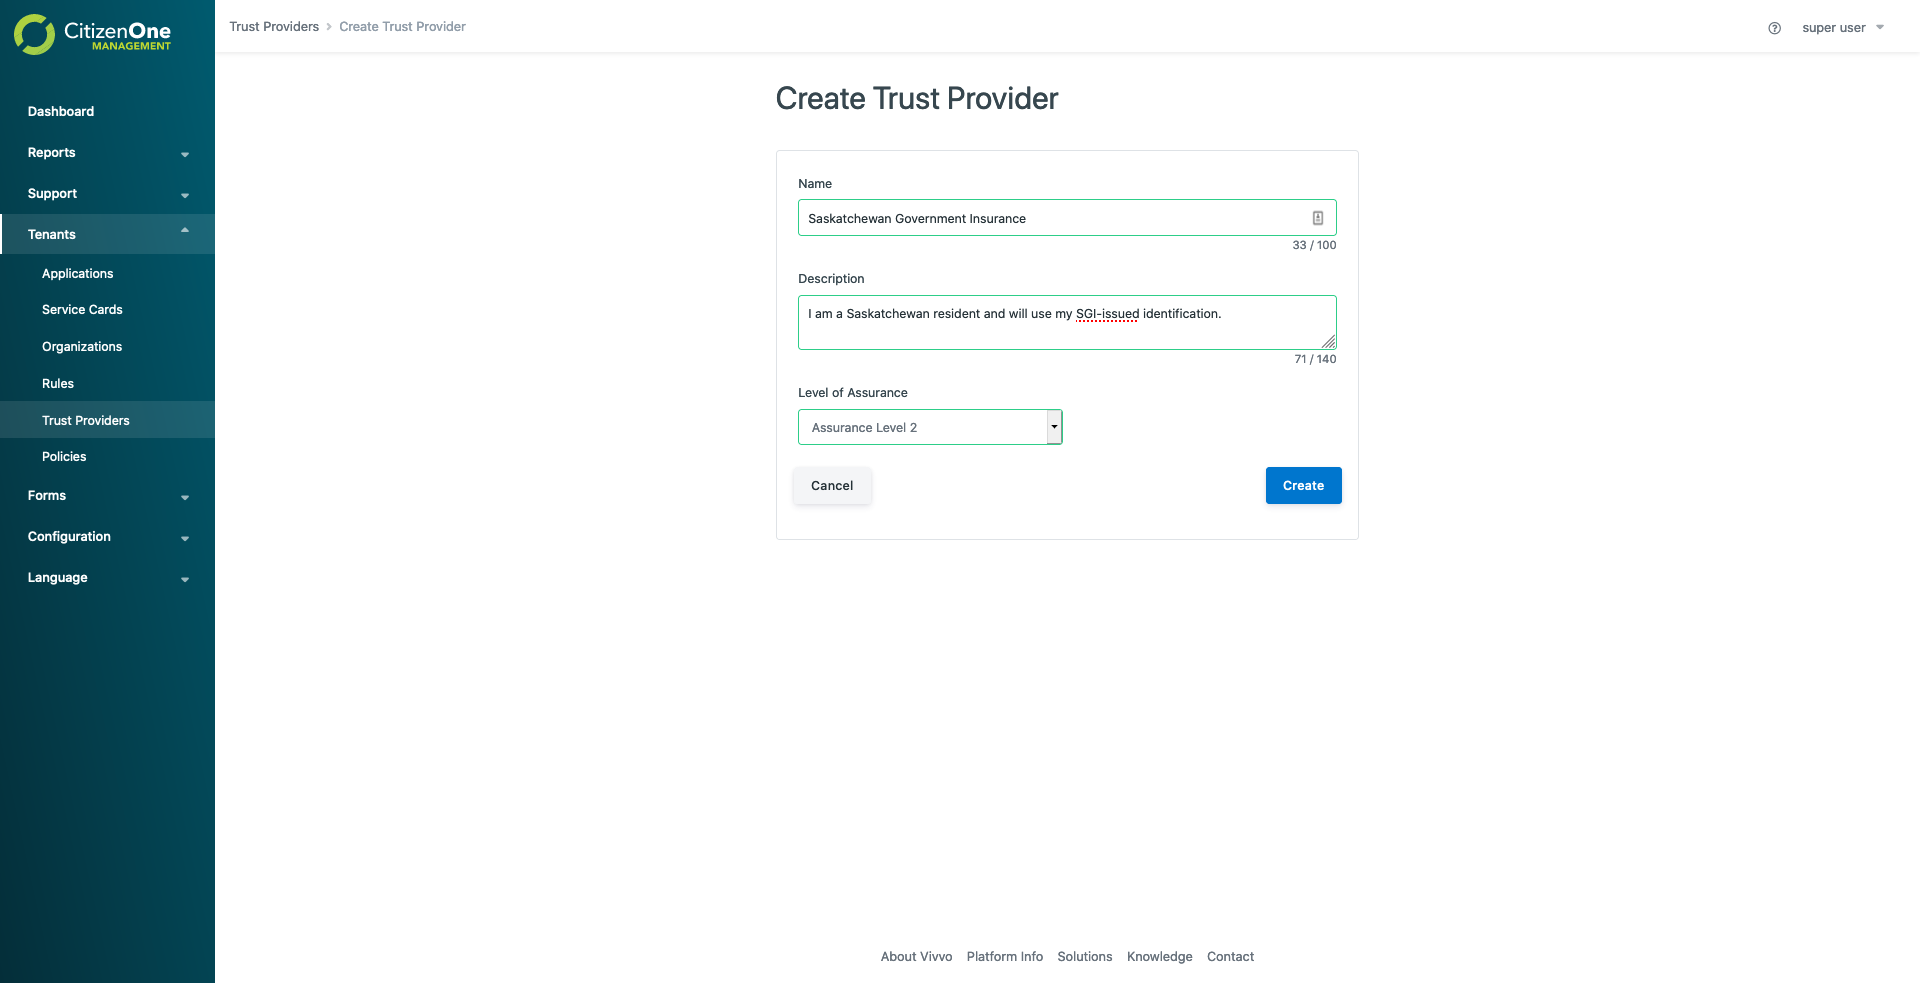 CitizenOne
MANAGEMENT
Trust Providers > Create Trust Provider
super user
Dashboard
Reports
Support
Tenants
Applications
Service Cards
Organizations
Rules
Trust Providers
Policies
Forms
Configuration
Language
Create Trust Provider
Name
Saskatchewan Government Insurance
33 / 100
Description
I am a Saskatchewan resident and will use my SGI-issued identification.
71 / 140
Level of Assurance
Assurance Level 2
Cancel
Create
About Vivvo Platform Info Solutions Knowledge Contact